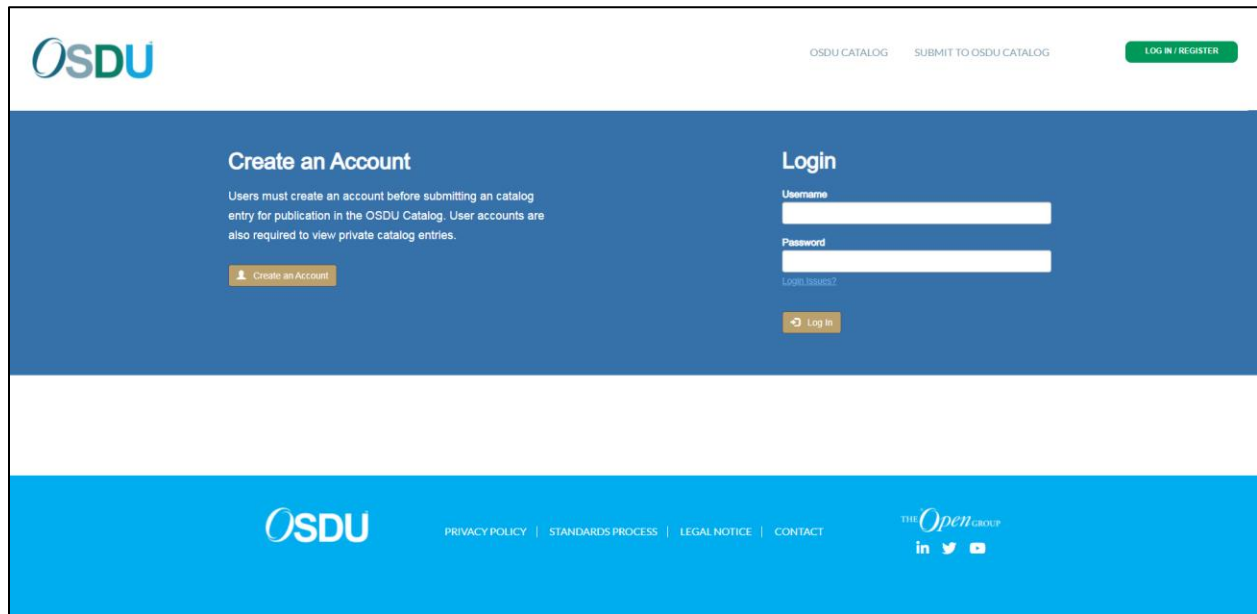 OSDU
OSDU CATALOG SUBMIT TO OSDU CATALOG LOG IN / REGISTER
Create an Account
Users must create an account before submitting an catalog
entry for publication in the OSDU Catalog. User accounts are
also required to view private catalog entries.
Create an Account
Login
Username
Password
Login Issues?
Log In
OSDU
PRIVACY POLICY | STANDARDS PROCESS | LEGAL NOTICE | CONTACT
THE Open GROUP
in